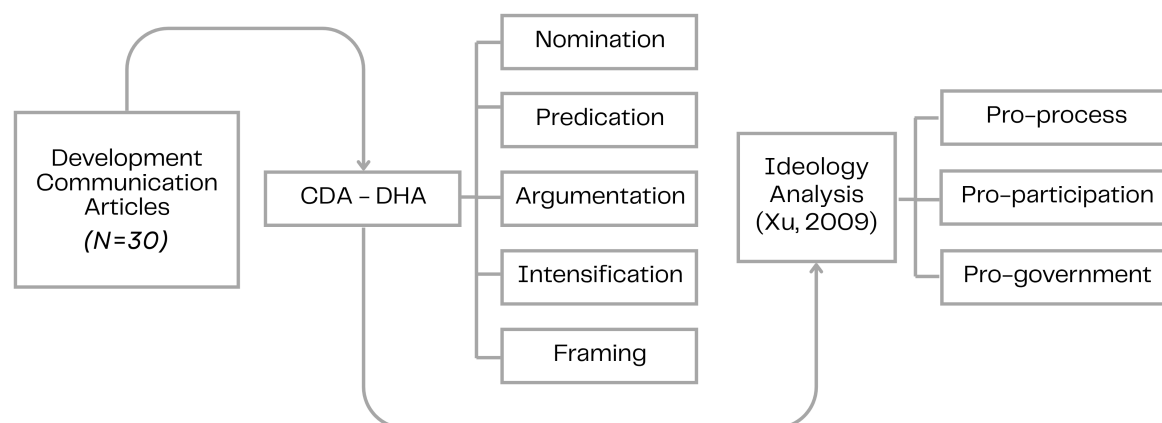 Development
Communication
Articles
(N=30)
CDA - DHA
Nomination
Predication
Argumentation
Intensification
Framing
Ideology
Analysis
(Xu, 2009)
Pro-process
Pro-participation
Pro-government